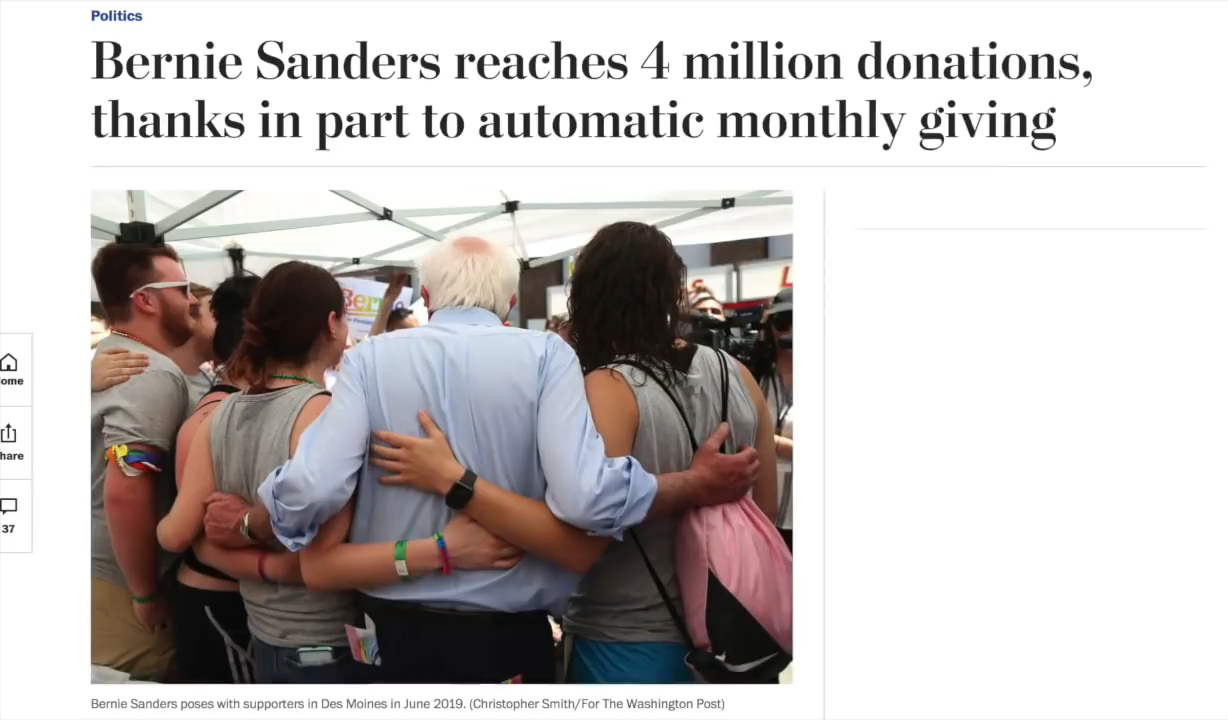 Politics
Bernie Sanders reaches 4 million donations,
thanks in part to automatic monthly giving
Ber
ome
hare
37
Bernie Sanders poses with supporters in Des Moines in June 2019. (Christopher Smith/For The Washington Post)